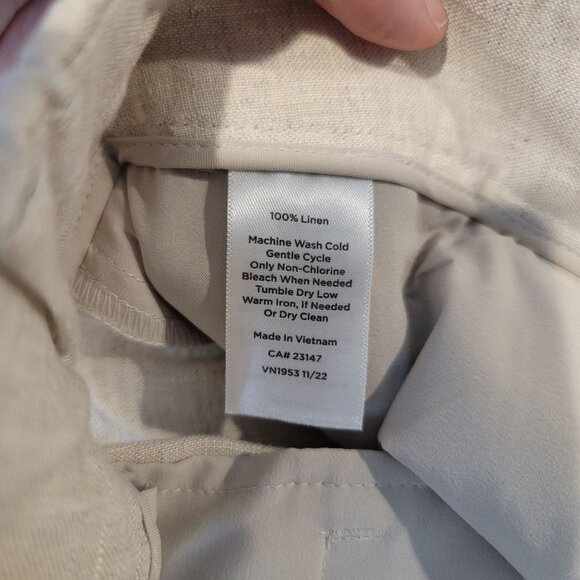 100% Linen
Machine Wash Cold
Gentle Cycle
Only Non-Chlorine
Bleach When Needed
Tumble Dry Low
Warm Iron, If Needed
Or Dry Clean
Made In Vietnam
CA# 23147
VN1953 11/22